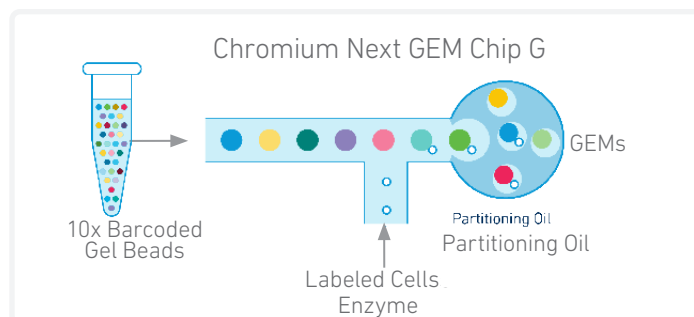 Chromium Next GEM Chip G
GEMs
Partitioning Oil
Partitioning Oil
10x Barcoded
Gel Beads
Labeled Cells
Enzyme